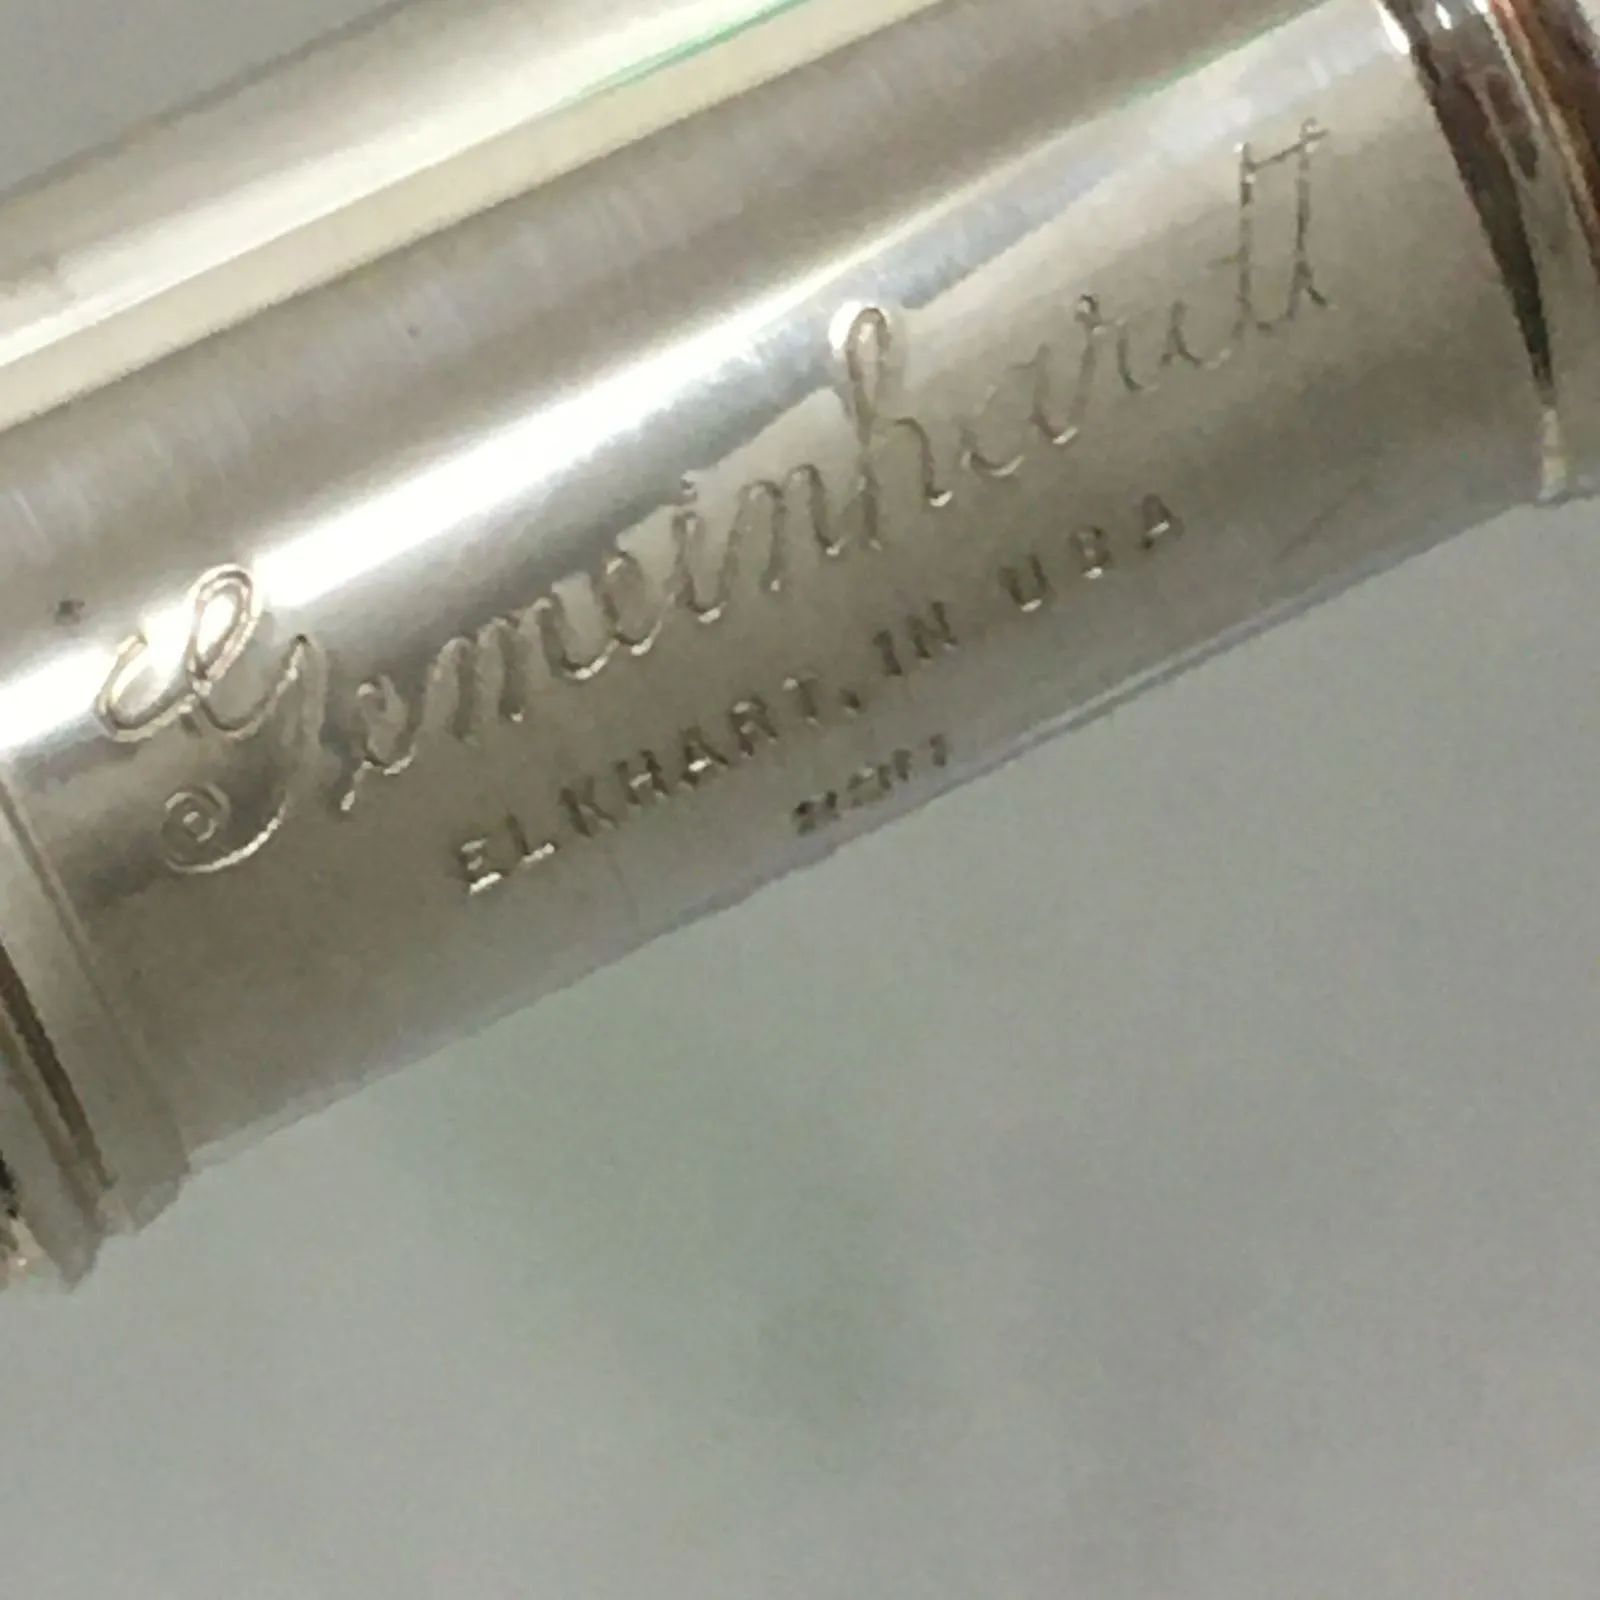 Gemeinhardt
ELKHART, IN USA